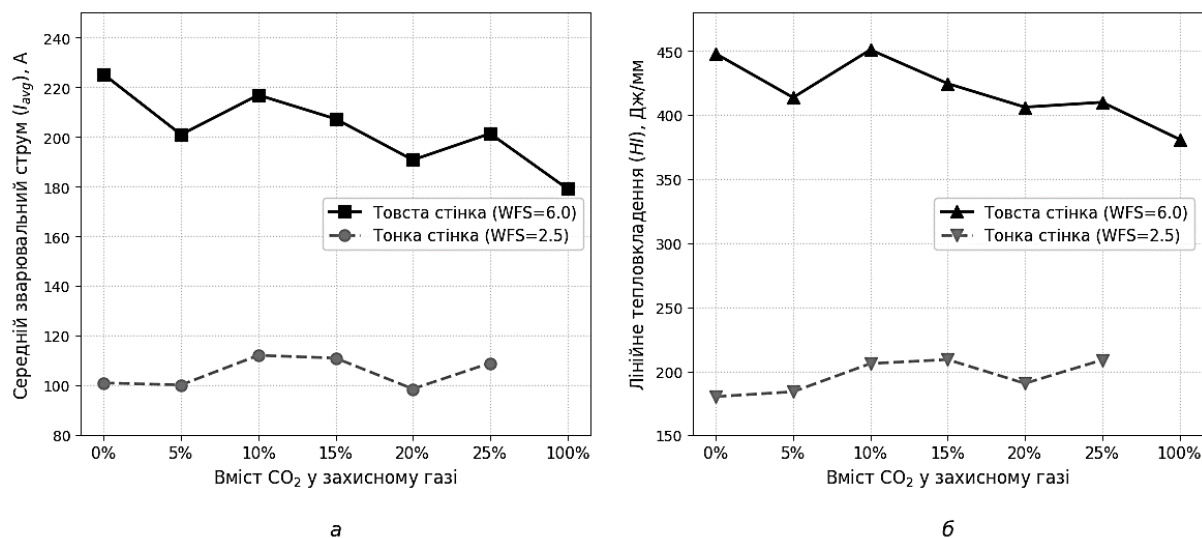 Середній зварювальний струм (Iavg), А
240
220
200
180
160
140
120
100
80
Товста стінка (WFS=6.0)
Тонка стінка (WFS=2.5)
0% 5% 10% 15% 20% 25% 100%
Вміст CO₂ у захисному газі
а
Лінійне тепловкладення (HI), Дж/мм
450
400
350
300
250
200
150
Товста стінка (WFS=6.0)
Тонка стінка (WFS=2.5)
0% 5% 10% 15% 20% 25% 100%
Вміст CO₂ у захисному газі
б